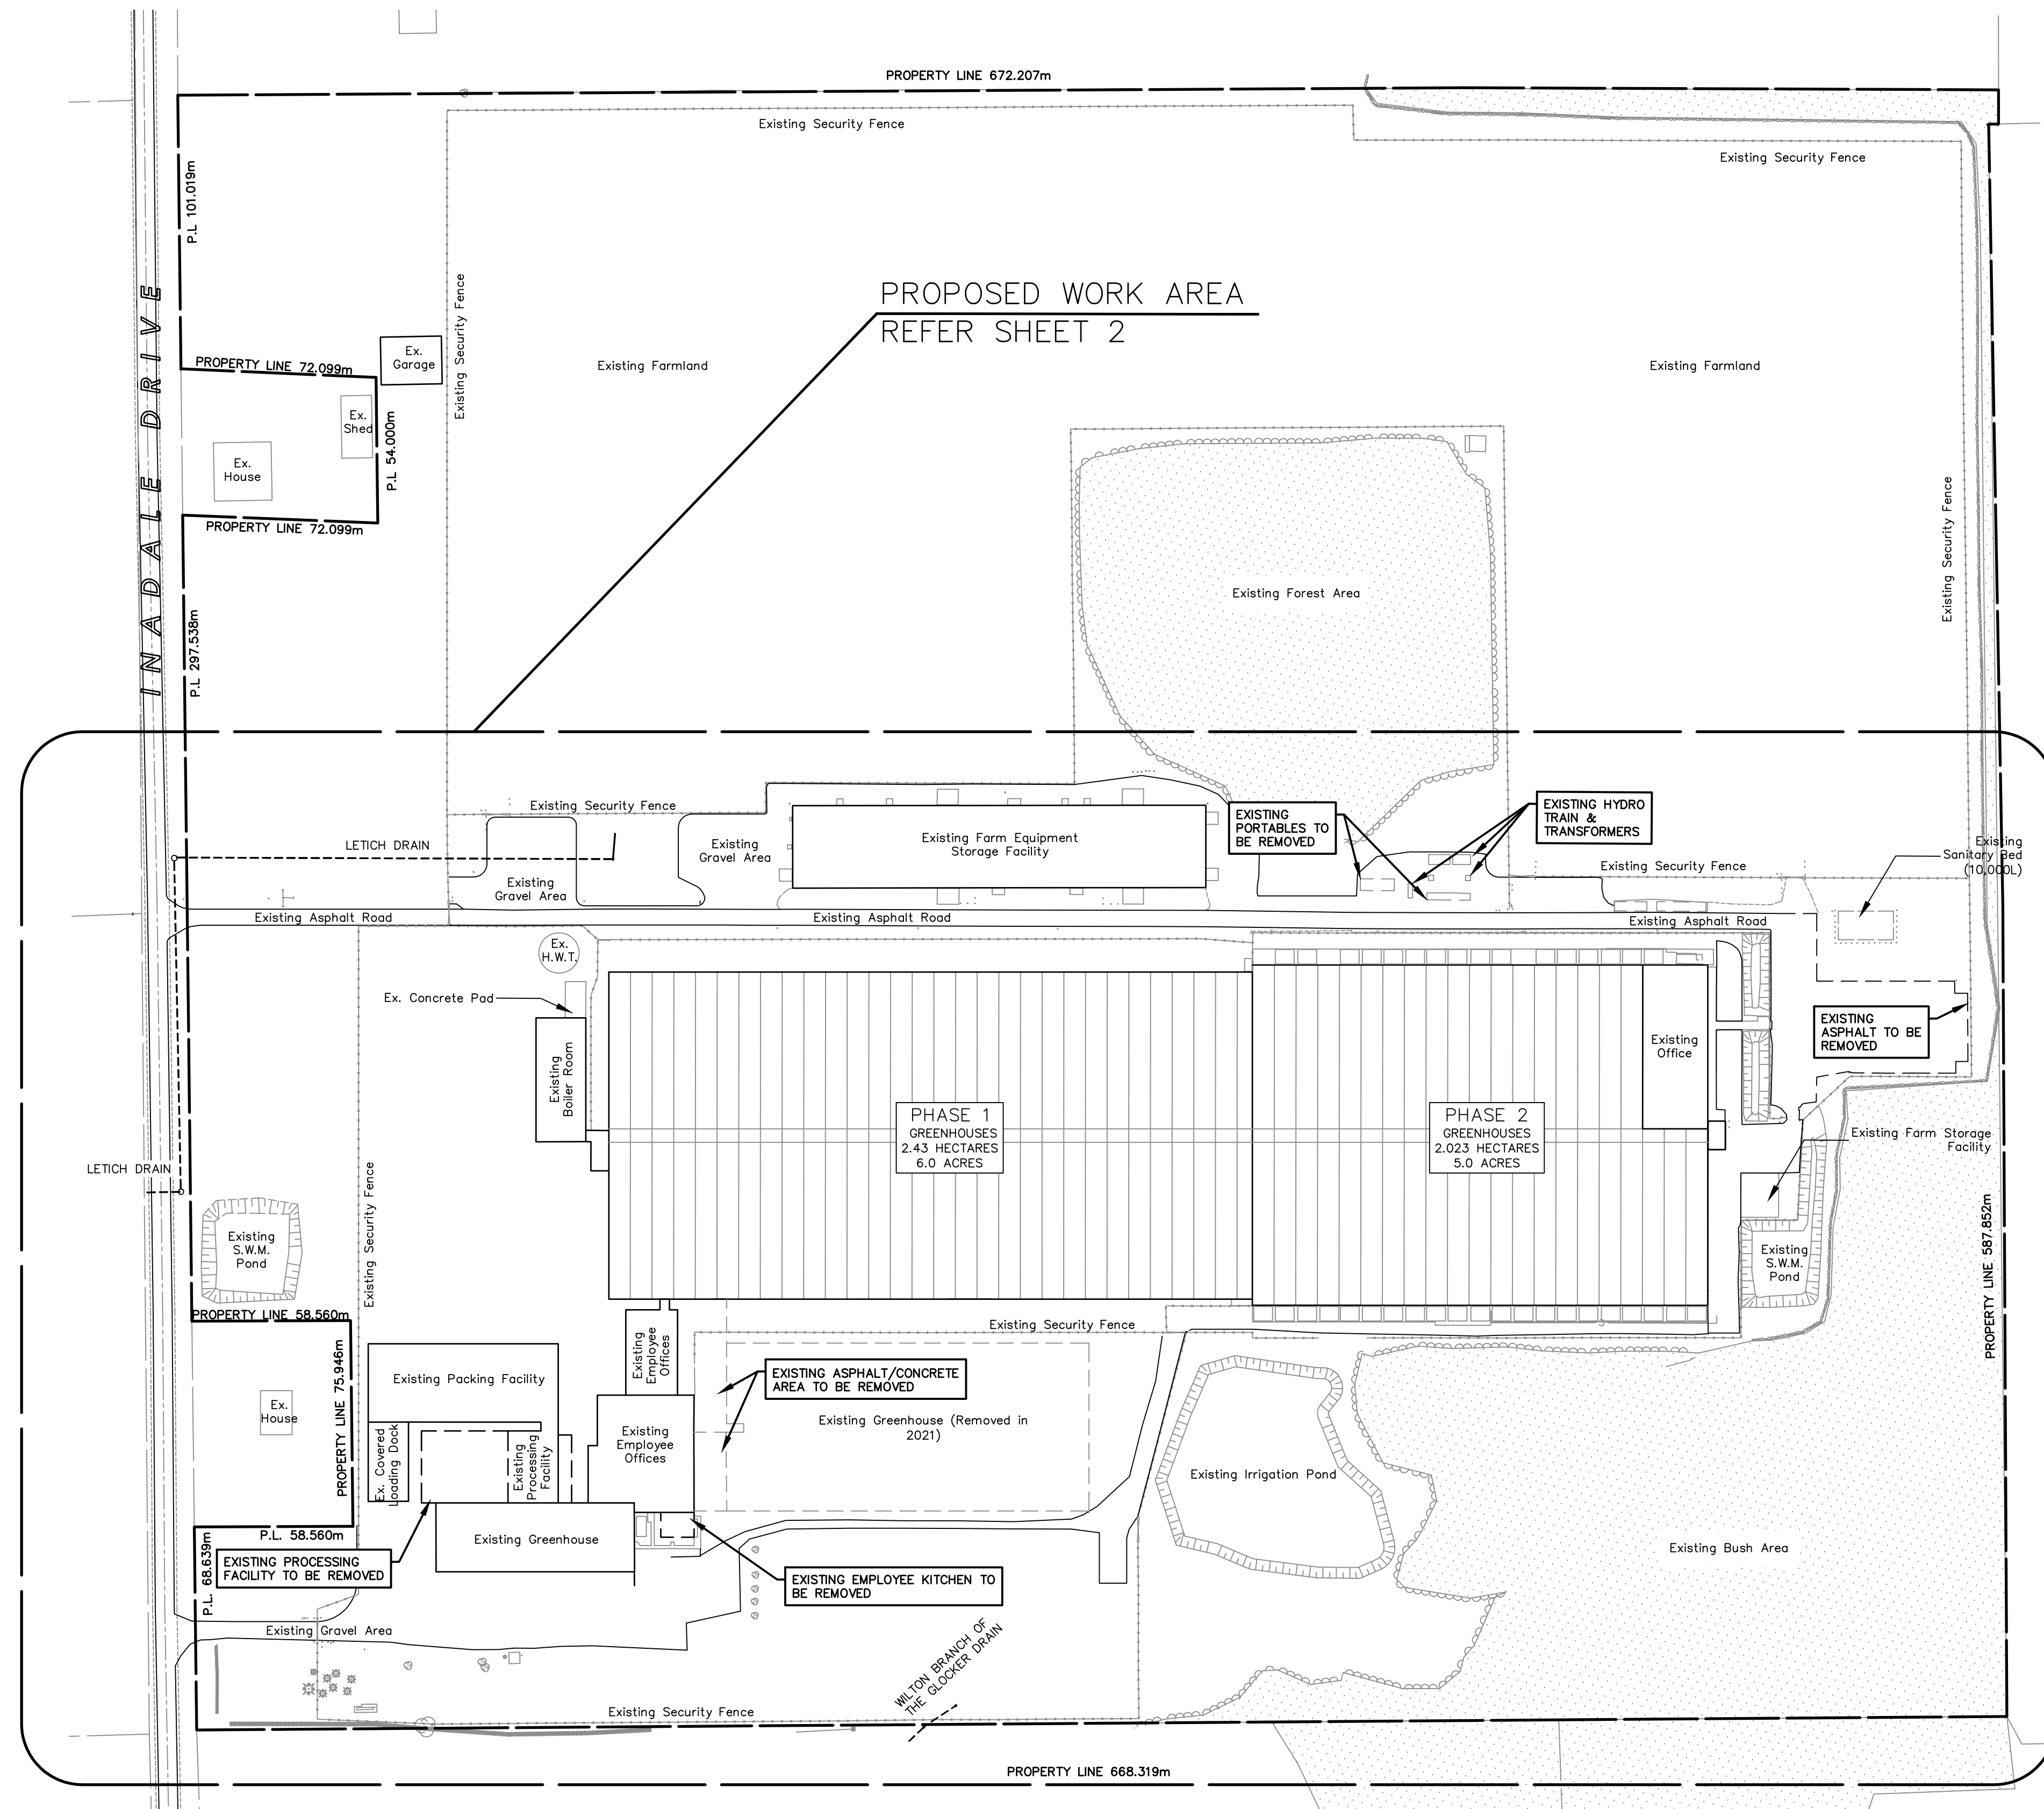 PROPERTY LINE 672.207m
Existing Security Fence
Existing Security Fence
P.L 101.019m
INADALE DRIVE
Existing Security Fence
PROPOSED WORK AREA
REFER SHEET 2
Ex.
Garage
PROPERTY LINE 72.099m
Existing Farmland
Existing Farmland
Ex.
Shed
P.L 54.000m
Ex.
House
PROPERTY LINE 72.099m
Existing Security Fence
Existing Forest Area
P.L 297.538m
Existing Security Fence
LETICH DRAIN
Existing
Gravel Area
Existing
Gravel Area
Existing Farm Equipment
Storage Facility
EXISTING
PORTABLES TO
BE REMOVED
EXISTING HYDRO
TRAIN &
TRANSFORMERS
Existing Security Fence
Existing
Sanitary Bed
(10,000L)
Existing Asphalt Road
Existing Asphalt Road
Existing Asphalt Road
Ex.
H.W.T.
Ex. Concrete Pad
Existing
Boiler Room
EXISTING
ASPHALT TO BE
REMOVED
Existing
Office
PHASE 1
GREENHOUSES
2.43 HECTARES
6.0 ACRES
PHASE 2
GREENHOUSES
2.023 HECTARES
5.0 ACRES
Existing Farm Storage
Facility
LETICH DRAIN
Existing Security Fence
Existing
S.W.M.
Pond
Existing
S.W.M.
Pond
PROPERTY LINE 587.852m
PROPERTY LINE 58.560m
Existing Security Fence
PROPERTY LINE 75.946m
Existing
Employee
Offices
Existing Packing Facility
EXISTING ASPHALT/CONCRETE
AREA TO BE REMOVED
Ex.
House
Existing Greenhouse (Removed in
2021)
Existing
Employee
Offices
Ex. Covered
Loading Dock
Existing
Processing
Facility
Existing Irrigation Pond
P.L. 58.560m
P.L. 68.639m
Existing Greenhouse
Existing Bush Area
EXISTING PROCESSING
FACILITY TO BE REMOVED
EXISTING EMPLOYEE KITCHEN TO
BE REMOVED
Existing Gravel Area
WILTON BRANCH OF
THE GLOCKER DRAIN
Existing Security Fence
PROPERTY LINE 668.319m